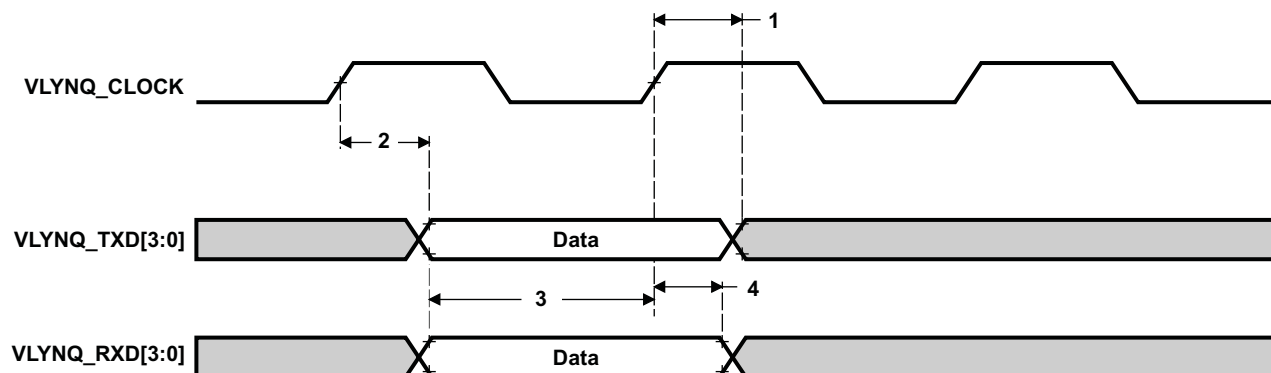 1
VLYNQ_CLOCK
2
VLYNQ_TXD[3:0]
Data
3
4
VLYNQ_RXD[3:0]
Data